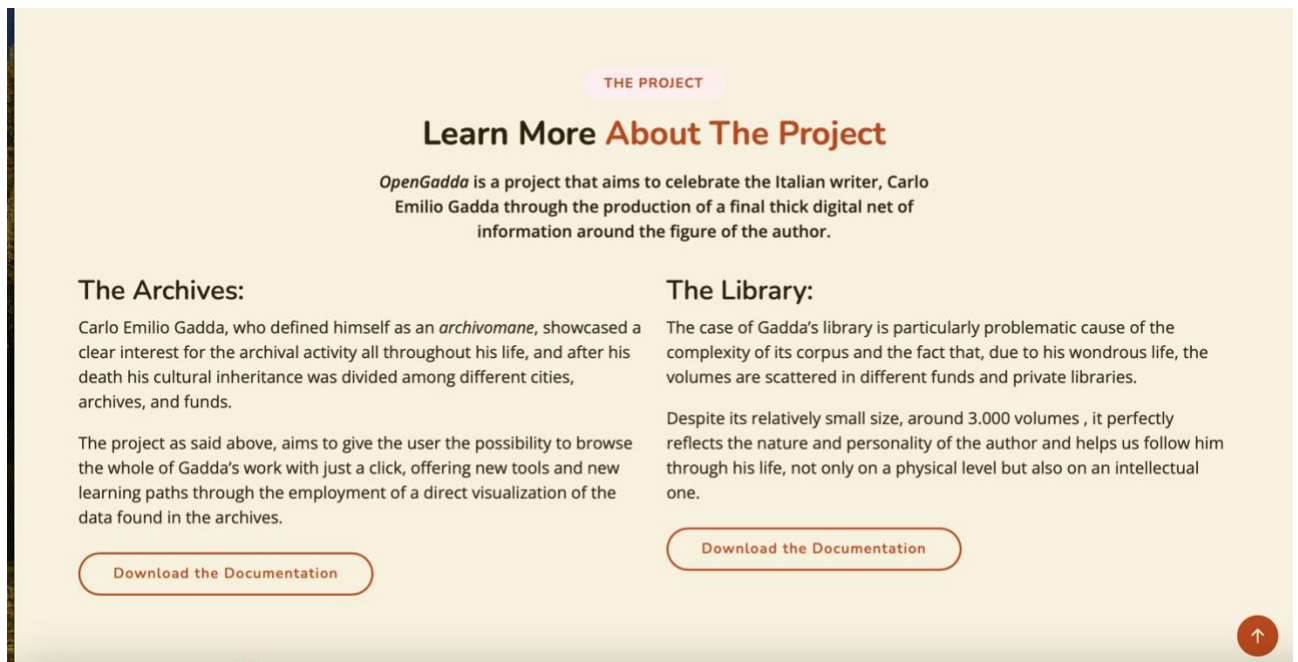 THE PROJECT
Learn More About The Project
OpenGadda is a project that aims to celebrate the Italian writer, Carlo
Emilio Gadda through the production of a final thick digital net of
information around the figure of the author.
The Archives:
Carlo Emilio Gadda, who defined himself as an archivomane, showcased a
clear interest for the archival activity all throughout his life, and after his
death his cultural inheritance was divided among different cities,
archives, and funds.
The project as said above, aims to give the user the possibility to browse
the whole of Gadda’s work with just a click, offering new tools and new
learning paths through the employment of a direct visualization of the
data found in the archives.
Download the Documentation
The Library:
The case of Gadda’s library is particularly problematic cause of the
complexity of its corpus and the fact that, due to his wondrous life, the
volumes are scattered in different funds and private libraries.
Despite its relatively small size, around 3.000 volumes , it perfectly
reflects the nature and personality of the author and helps us follow him
through his life, not only on a physical level but also on an intellectual
one.
Download the Documentation